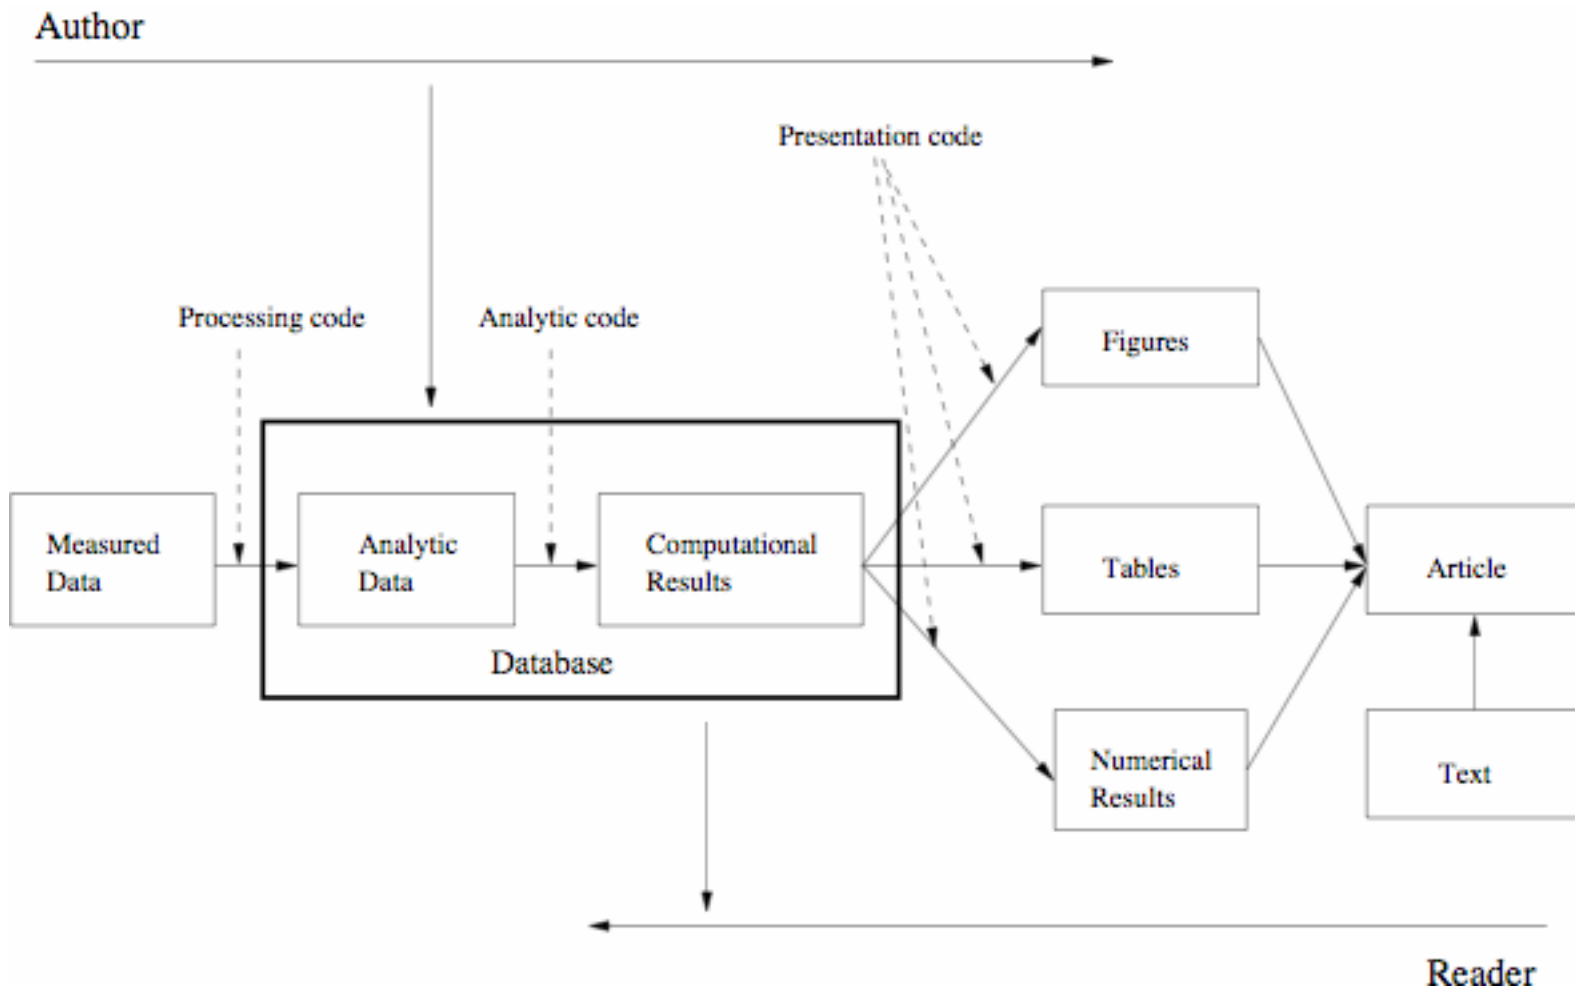 Author
Presentation code
Processing code
Analytic code
Figures
Measured
Data
Analytic
Data
Computational
Results
Tables
Article
Database
Numerical
Results
Text
Reader